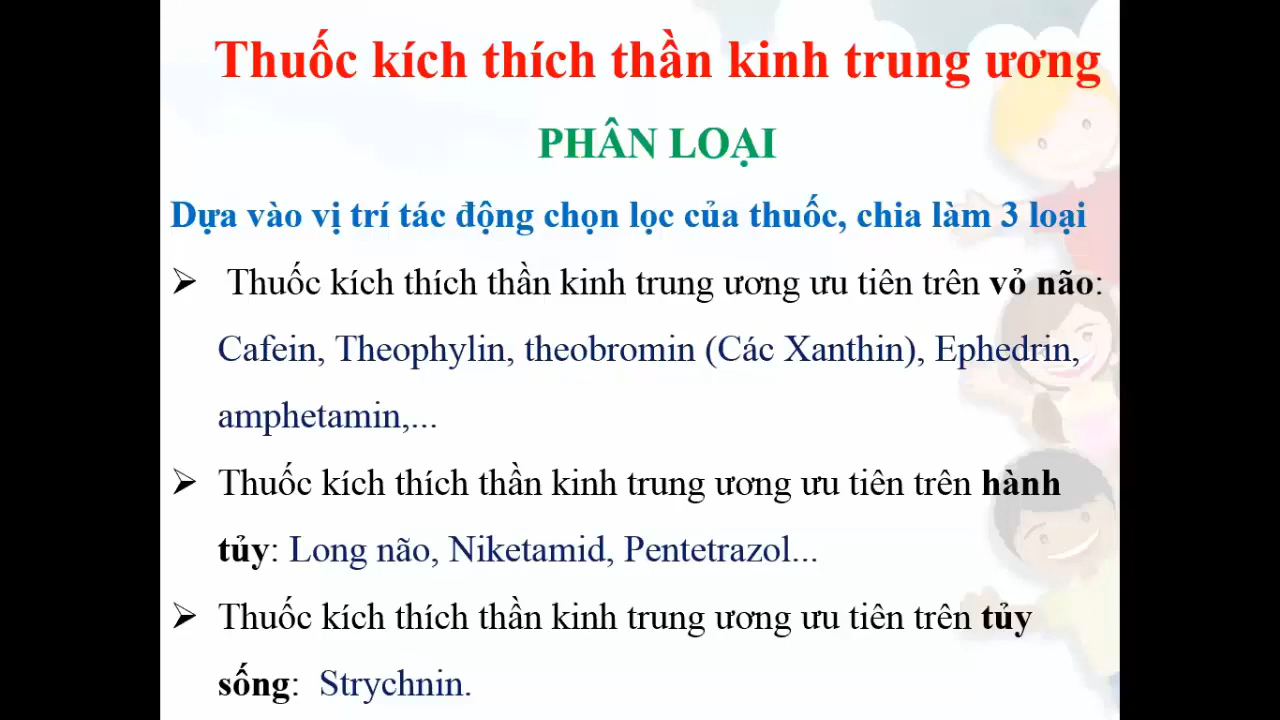 Thuốc kích thích thần kinh trung ương
PHÂN LOẠI
Dựa vào vị trí tác động chọn lọc của thuốc, chia làm 3 loại
➢ Thuốc kích thích thần kinh trung ương ưu tiên trên vỏ não:
Cafein, Theophylin, theobromin (Các Xanthin), Ephedrin,
amphetamin,...
➢ Thuốc kích thích thần kinh trung ương ưu tiên trên hành
tủy: Long não, Niketamid, Pentetrazol...
➢ Thuốc kích thích thần kinh trung ương ưu tiên trên tủy
sống: Strychnin.